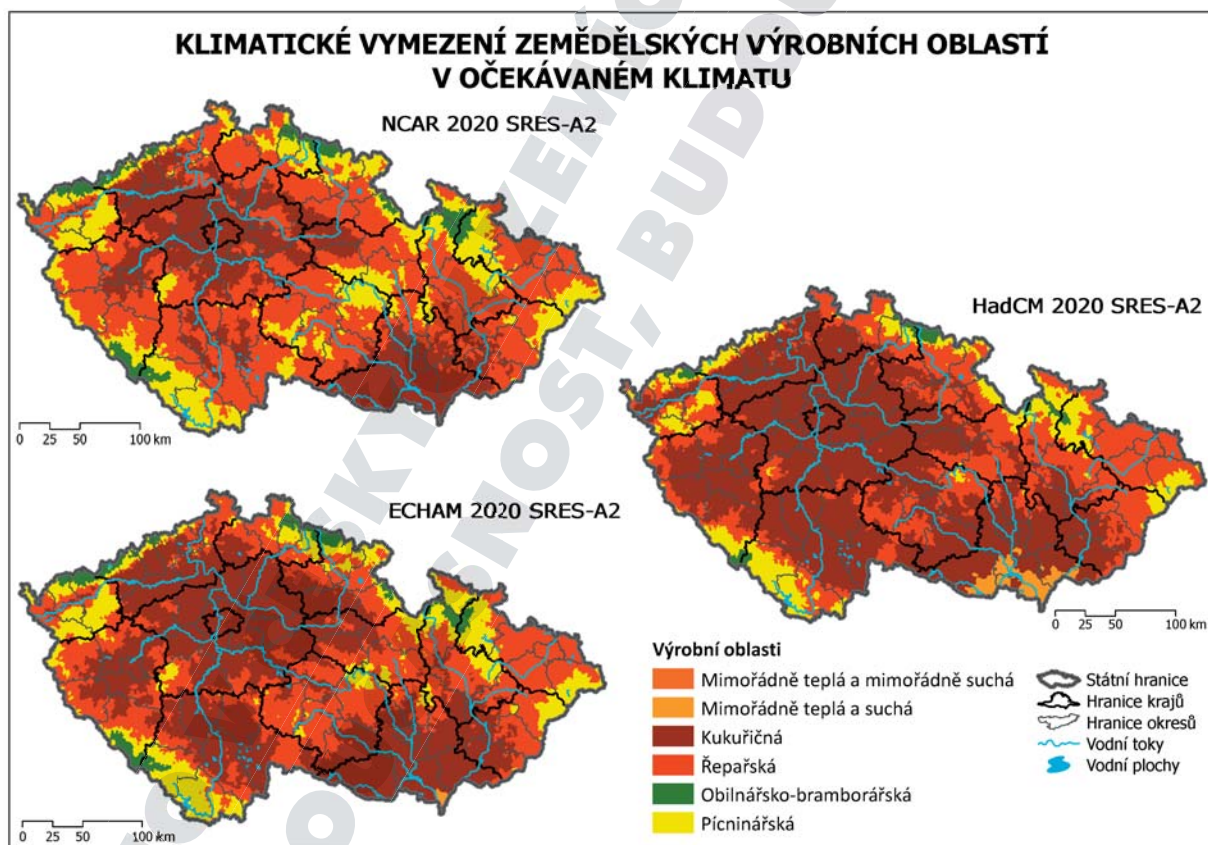 KLIMATICKÉ VYMEZENÍ ZEMĚDĚLSKÝCH VÝROBNÍCH OBLASTÍ
V OČEKÁVANÉM KLIMATU
NCAR 2020 SRES-A2
0 25 50 100 km
HadCM 2020 SRES-A2
0 25 50 100 km
ECHAM 2020 SRES-A2
0 25 50 100 km
Výrobní oblasti
Mimořádně teplá a mimořádně suchá
Mimořádně teplá a suchá
Kukuřičná
Řepařská
Obilnářsko-bramborářská
Pícninářská
Státní hranice
Hranice krajů
Hranice okresů
Vodní toky
Vodní plochy